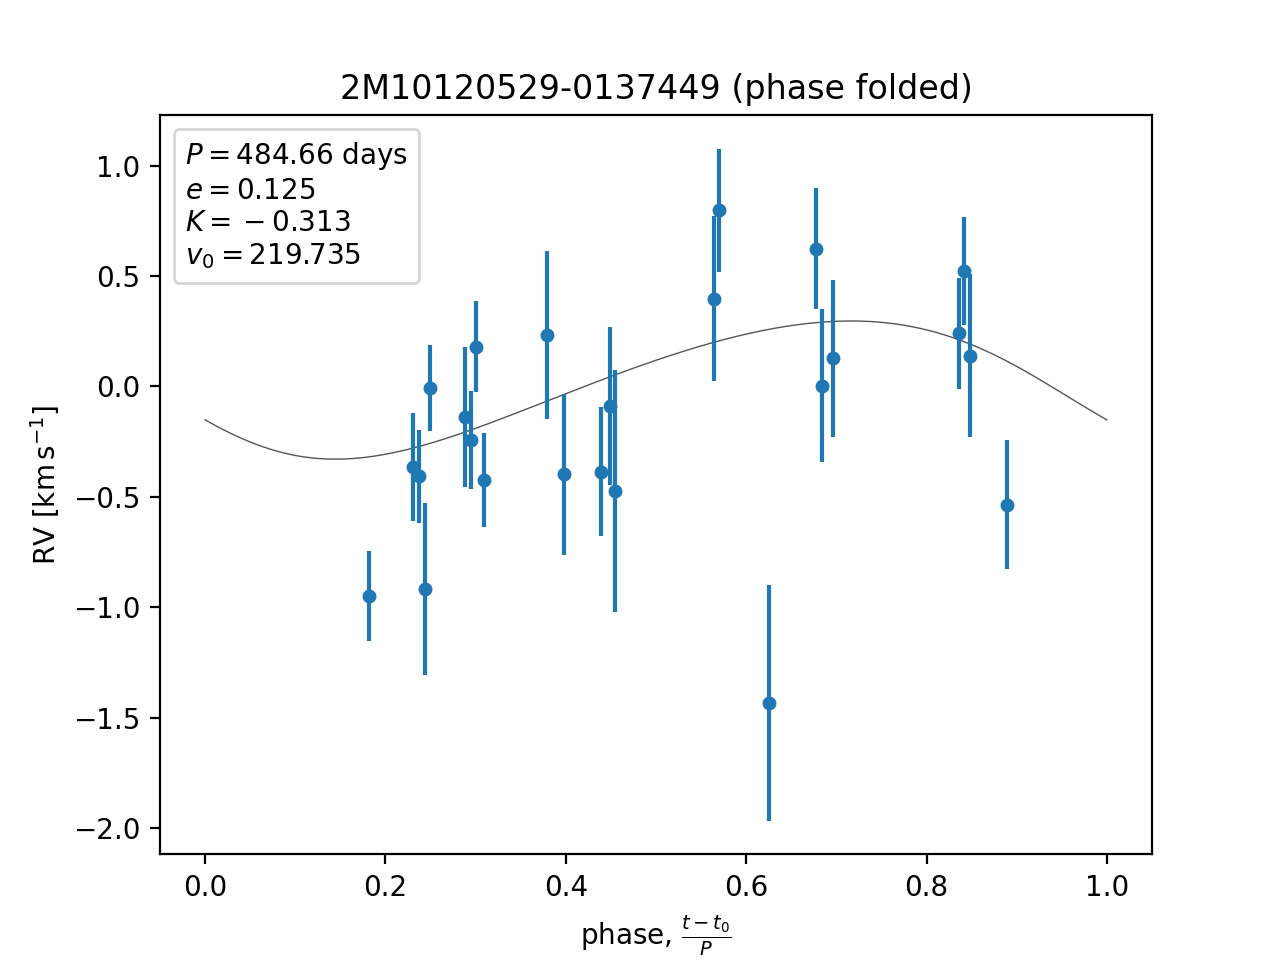 2M10120529-0137449 (phase folded)
P = 484.66 days
e = 0.125
K = −0.313
v₀ = 219.735
1.0
0.5
0.0
−0.5
−1.0
−1.5
−2.0
RV [km s⁻¹]
0.0 0.2 0.4 0.6 0.8 1.0
phase, (t − t₀)/P